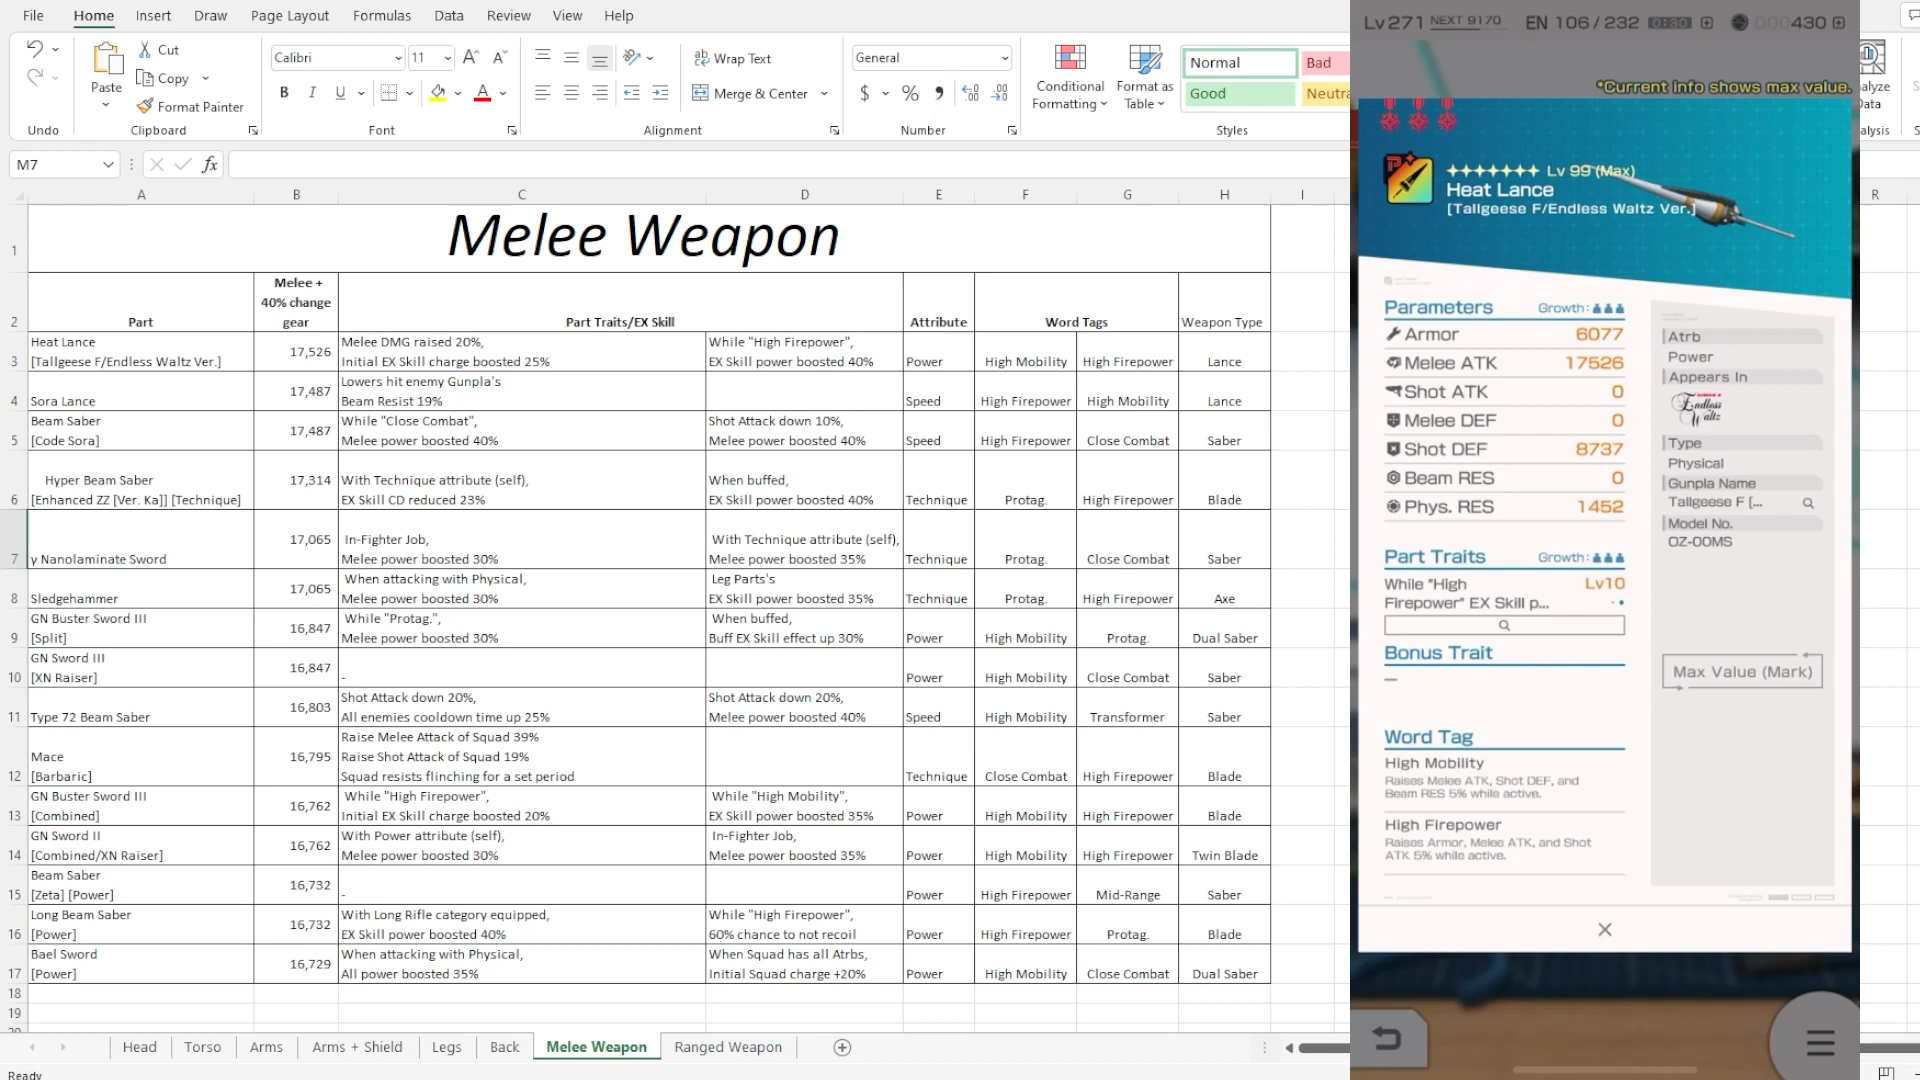 File Home Insert Draw Page Layout Formulas Data Review View Help
Cut
Copy
Format Painter
Paste
Calibri 11
B I U
Wrap Text
Merge & Center
General
$ % 9
Conditional Formatting
Format as Table
Normal Bad
Good
Undo Clipboard Font Alignment Number Styles
M7 fx
A B C D E F G H I R
1 Melee Weapon
2 Part Melee + 40% change gear Part Traits/EX Skill Attribute Word Tags Weapon Type
3 Heat Lance
[Tallgeese F/Endless Waltz Ver.] 17,526 Melee DMG raised 20%,
Initial EX Skill charge boosted 25% While "High Firepower",
EX Skill power boosted 40% Power High Mobility High Firepower Lance
4 Sora Lance 17,487 Lowers hit enemy Gunpla's
Beam Resist 19% Speed High Firepower High Mobility Lance
5 Beam Saber
[Code Sora] 17,487 While "Close Combat",
Melee power boosted 40% Shot Attack down 10%,
Melee power boosted 40% Speed High Firepower Close Combat Saber
6 Hyper Beam Saber
[Enhanced ZZ [Ver. Ka]] [Technique] 17,314 With Technique attribute (self),
EX Skill CD reduced 23% When buffed,
EX Skill power boosted 40% Technique Protag. High Firepower Blade
7 y Nanolaminate Sword 17,065 In-Fighter Job,
Melee power boosted 30% With Technique attribute (self),
Melee power boosted 35% Technique Protag. Close Combat Saber
8 Sledgehammer 17,065 When attacking with Physical,
Melee power boosted 30% Leg Parts's
EX Skill power boosted 35% Technique Protag. High Firepower Axe
9 GN Buster Sword III
[Split] 16,847 While "Protag.",
Melee power boosted 30% When buffed,
Buff EX Skill effect up 30% Power High Mobility Protag. Dual Saber
10 GN Sword III
[XN Raiser] 16,847 - Power High Mobility Close Combat Saber
11 Type 72 Beam Saber 16,803 Shot Attack down 20%,
All enemies cooldown time up 25% Shot Attack down 20%,
Melee power boosted 40% Speed High Mobility Transformer Saber
12 Mace
[Barbaric] 16,795 Raise Melee Attack of Squad 39%
Raise Shot Attack of Squad 19%
Squad resists flinching for a set period Technique Close Combat High Firepower Blade
13 GN Buster Sword III
[Combined] 16,762 While "High Firepower",
Initial EX Skill charge boosted 20% While "High Mobility",
EX Skill power boosted 35% Power High Mobility High Firepower Blade
14 GN Sword II
[Combined/XN Raiser] 16,762 With Power attribute (self),
Melee power boosted 30% In-Fighter Job,
Melee power boosted 35% Power High Mobility High Firepower Twin Blade
15 Beam Saber
[Zeta] [Power] 16,732 - Power High Firepower Mid-Range Saber
16 Long Beam Saber
[Power] 16,732 With Long Rifle category equipped,
EX Skill power boosted 40% While "High Firepower",
60% chance to not recoil Power High Firepower Protag. Blade
17 Bael Sword
[Power] 16,729 When attacking with Physical,
All power boosted 35% When Squad has all Atrbs,
Initial Squad charge +20% Power High Mobility Close Combat Dual Saber
18
19
Head Torso Arms Arms + Shield Legs Back Melee Weapon Ranged Weapon
Ready
Lv271 NEXT 9170 EN 106/232 0:30 000430
*Current info shows max value.
Lv 99 (Max)
Heat Lance
[Tallgeese F/Endless Waltz Ver.]
Parameters Growth:
Armor 6077
Melee ATK 17526
Shot ATK 0
Melee DEF 0
Shot DEF 8737
Beam RES 0
Phys. RES 1452
Part Traits Growth:
While "High Lv10
Firepower" EX Skill p...
Bonus Trait
—
Word Tag
High Mobility
Raises Melee ATK, Shot DEF, and
Beam RES 5% while active.
High Firepower
Raises Armor, Melee ATK, and Shot
ATK 5% while active.
Atrb
Power
Appears In
Endless Waltz
Type
Physical
Gunpla Name
Tallgeese F [...
Model No.
OZ-00MS
Max Value (Mark)